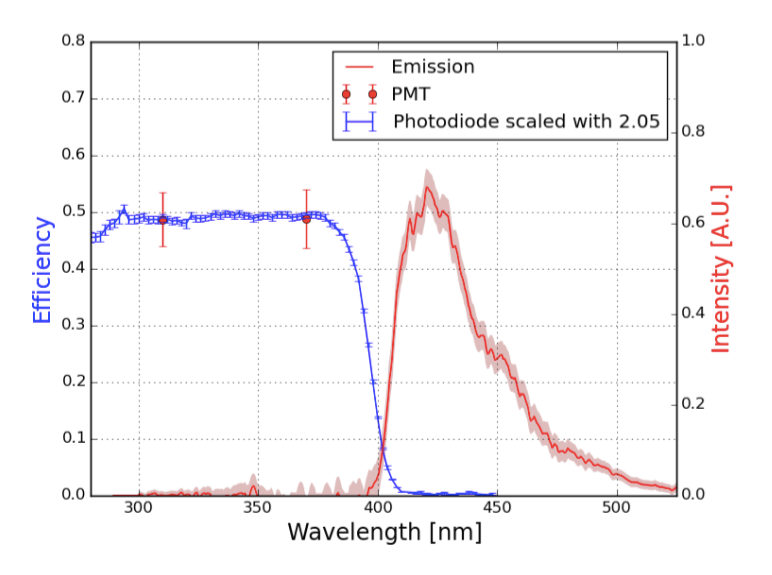 0.8
0.7
0.6
0.5
0.4
0.3
0.2
0.1
0.0
Efficiency
Emission
PMT
Photodiode scaled with 2.05
1.0
0.8
0.6
0.4
0.2
0.0
Intensity [A.U.]
300 350 400 450 500
Wavelength [nm]